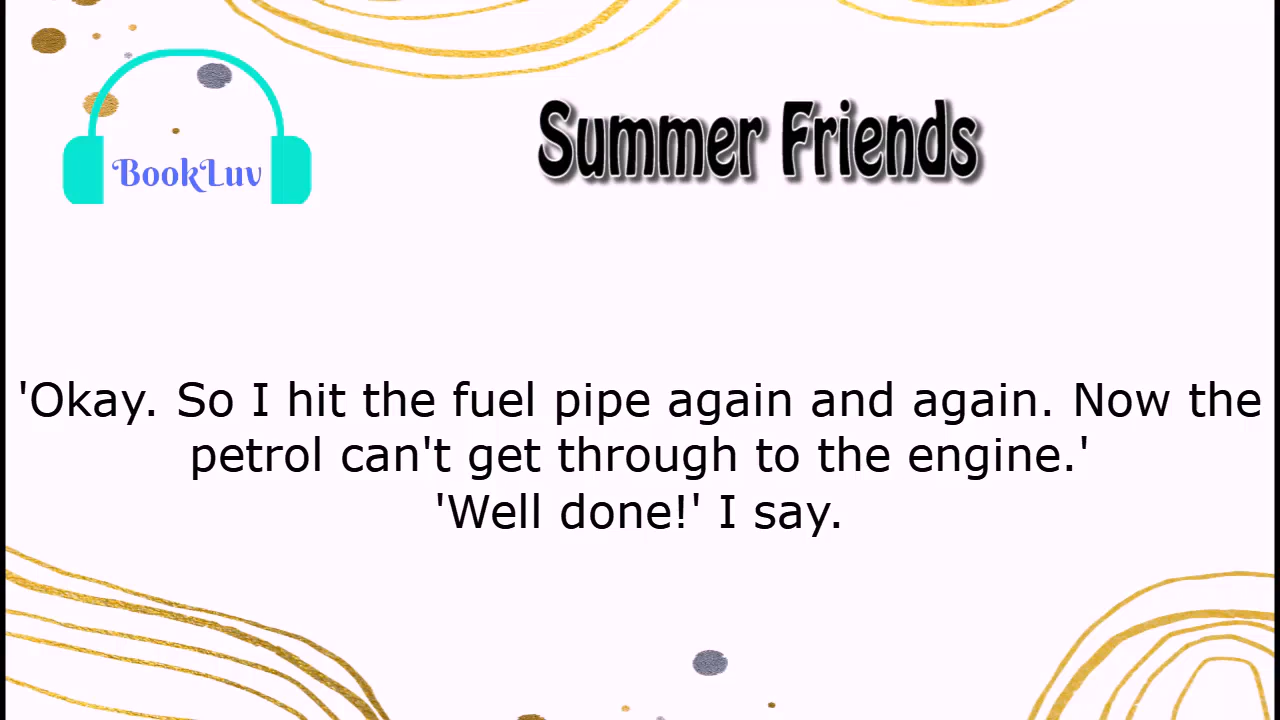 BookLuv
Summer Friends
'Okay. So I hit the fuel pipe again and again. Now the
petrol can't get through to the engine.'
'Well done!' I say.